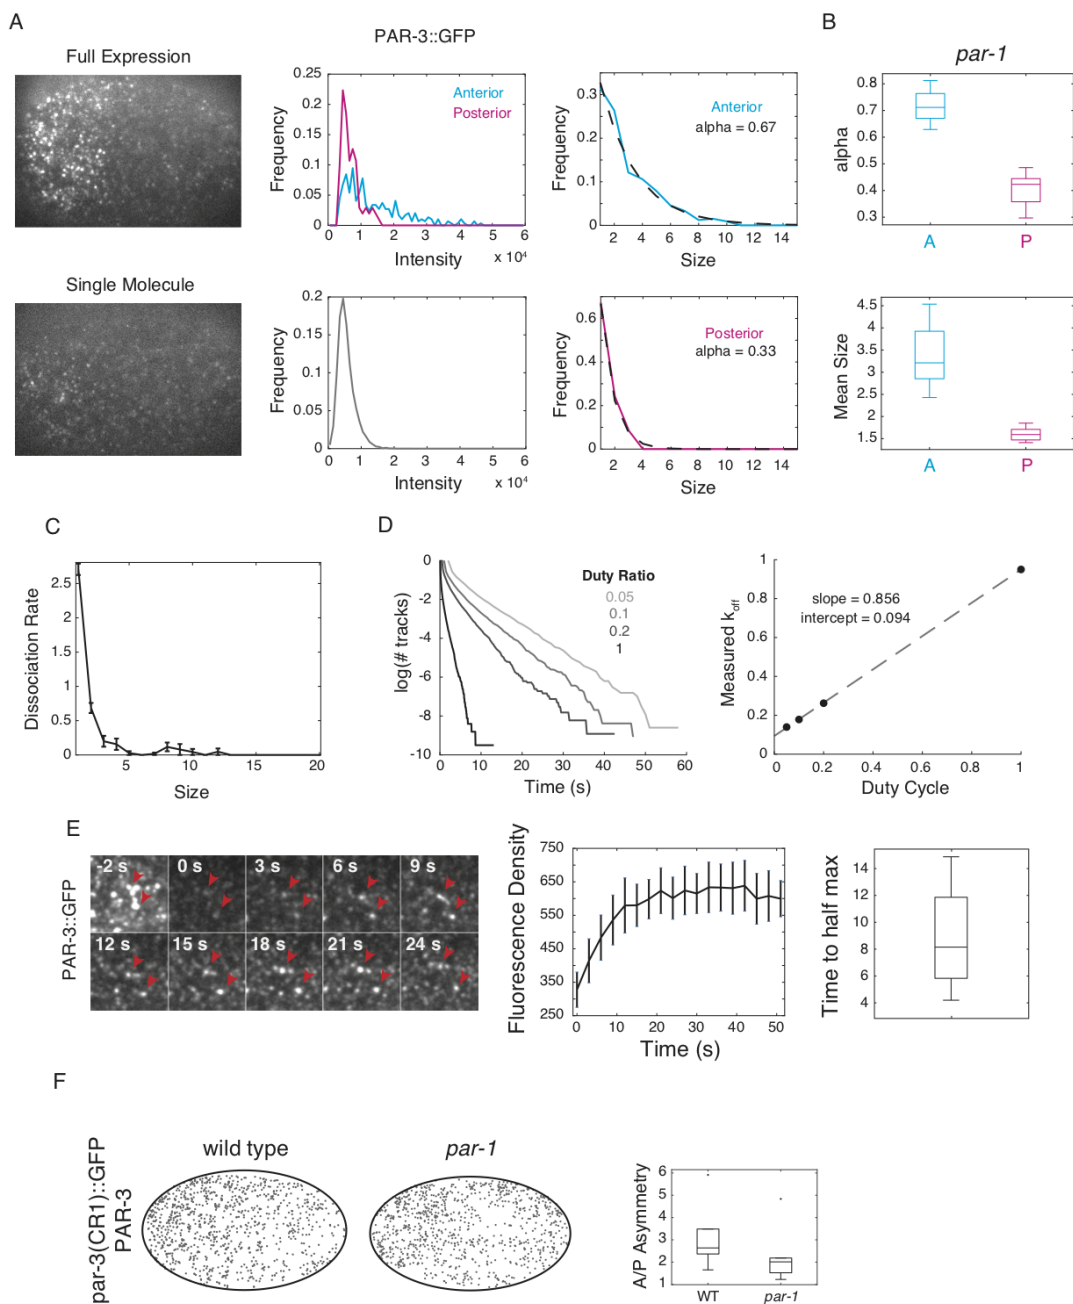 A
B
PAR-3::GFP
Full Expression
par-1
0.25
0.2
0.15
0.1
0.05
0
Frequency
Anterior
Posterior
0 1 2 3 4 5 6
Intensity
x 10⁴
0.3
0.2
0.1
0
Frequency
Anterior
alpha = 0.67
2 4 6 8 10 12 14
Size
0.8
0.7
0.6
0.5
0.4
0.3
alpha
A P
Single Molecule
0.2
0.15
0.1
0.05
0
Frequency
0 1 2 3 4 5 6
Intensity
x 10⁴
0.6
0.4
0.2
0
Frequency
Posterior
alpha = 0.33
2 4 6 8 10 12 14
Size
4.5
4
3.5
3
2.5
2
1.5
Mean Size
A P
C
2.5
2
1.5
1
0.5
0
Dissociation Rate
5 10 15 20
Size
D
0
-2
-4
-6
-8
-10
log(# tracks)
Duty Ratio
0.05
0.1
0.2
1
0 10 20 30 40 50 60
Time (s)
1
0.8
0.6
0.4
0.2
0
Measured koff
slope = 0.856
intercept = 0.094
0 0.2 0.4 0.6 0.8 1
Duty Cycle
E
PAR-3::GFP
-2 s 0 s 3 s 6 s 9 s
12 s 15 s 18 s 21 s 24 s
750
650
550
450
350
250
Fluorescence Density
0 10 20 30 40 50
Time (s)
14
12
10
8
6
4
Time to half max
F
par-3(CR1)::GFP
PAR-3
wild type
par-1
6
5
4
3
2
1
A/P Asymmetry
WT par-1